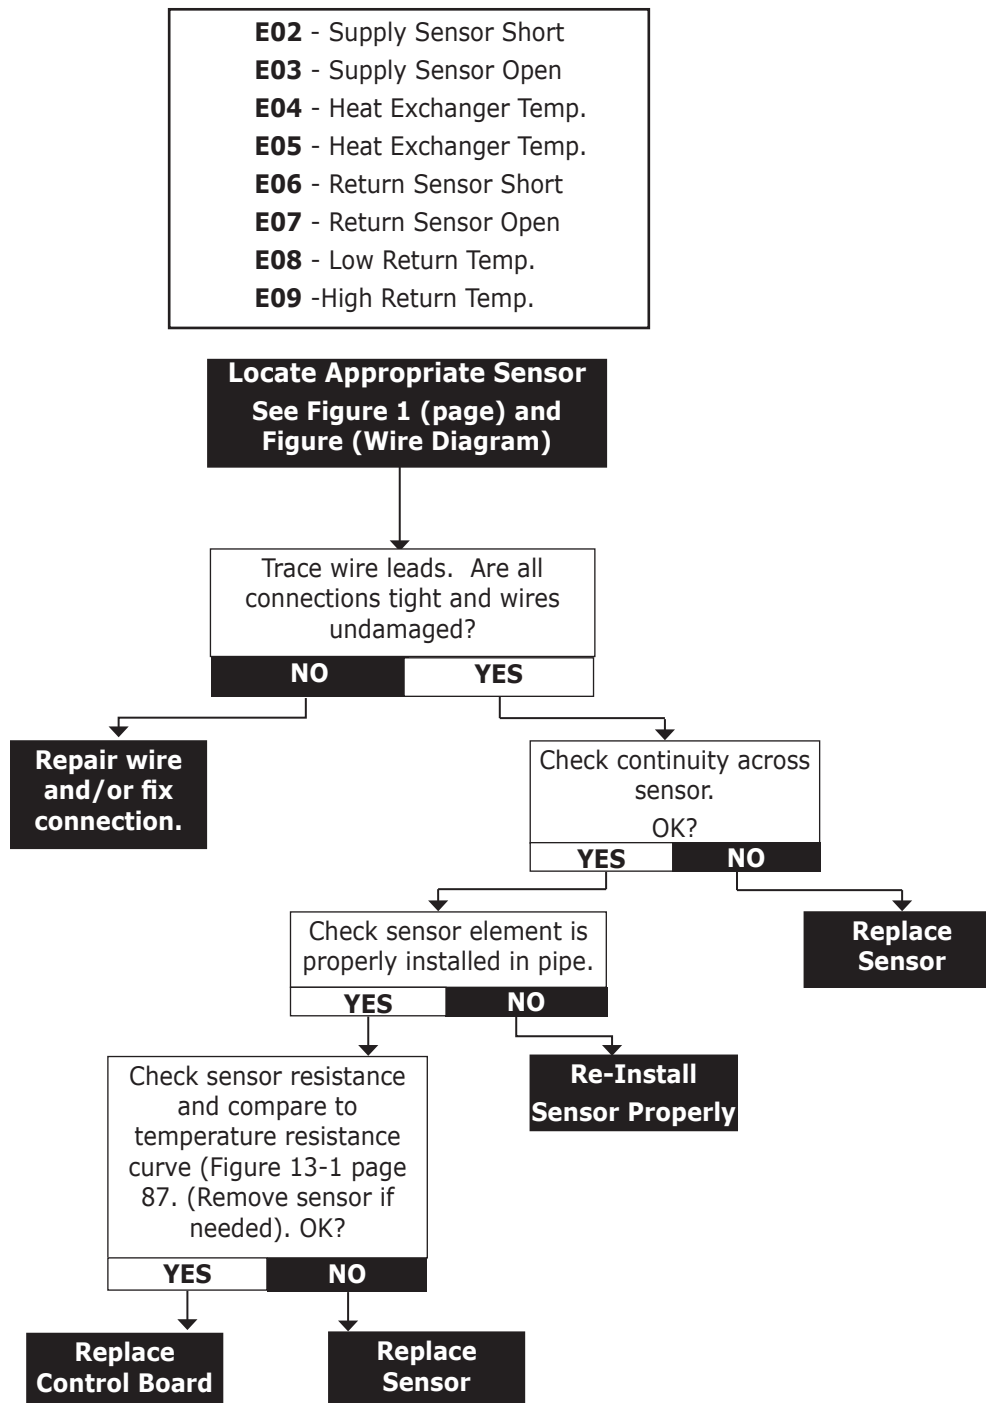 E02 - Supply Sensor Short
E03 - Supply Sensor Open
E04 - Heat Exchanger Temp.
E05 - Heat Exchanger Temp.
E06 - Return Sensor Short
E07 - Return Sensor Open
E08 - Low Return Temp.
E09 -High Return Temp.
Locate Appropriate Sensor
See Figure 1 (page) and
Figure (Wire Diagram)
Trace wire leads. Are all
connections tight and wires
undamaged?
NO
YES
Repair wire
and/or fix
connection.
Check continuity across
sensor.
OK?
YES
NO
Check sensor element is
properly installed in pipe.
YES
NO
Replace
Sensor
Check sensor resistance
and compare to
temperature resistance
curve (Figure 13-1 page
87. (Remove sensor if
needed). OK?
YES
NO
Re-Install
Sensor Properly
Replace
Control Board
Replace
Sensor